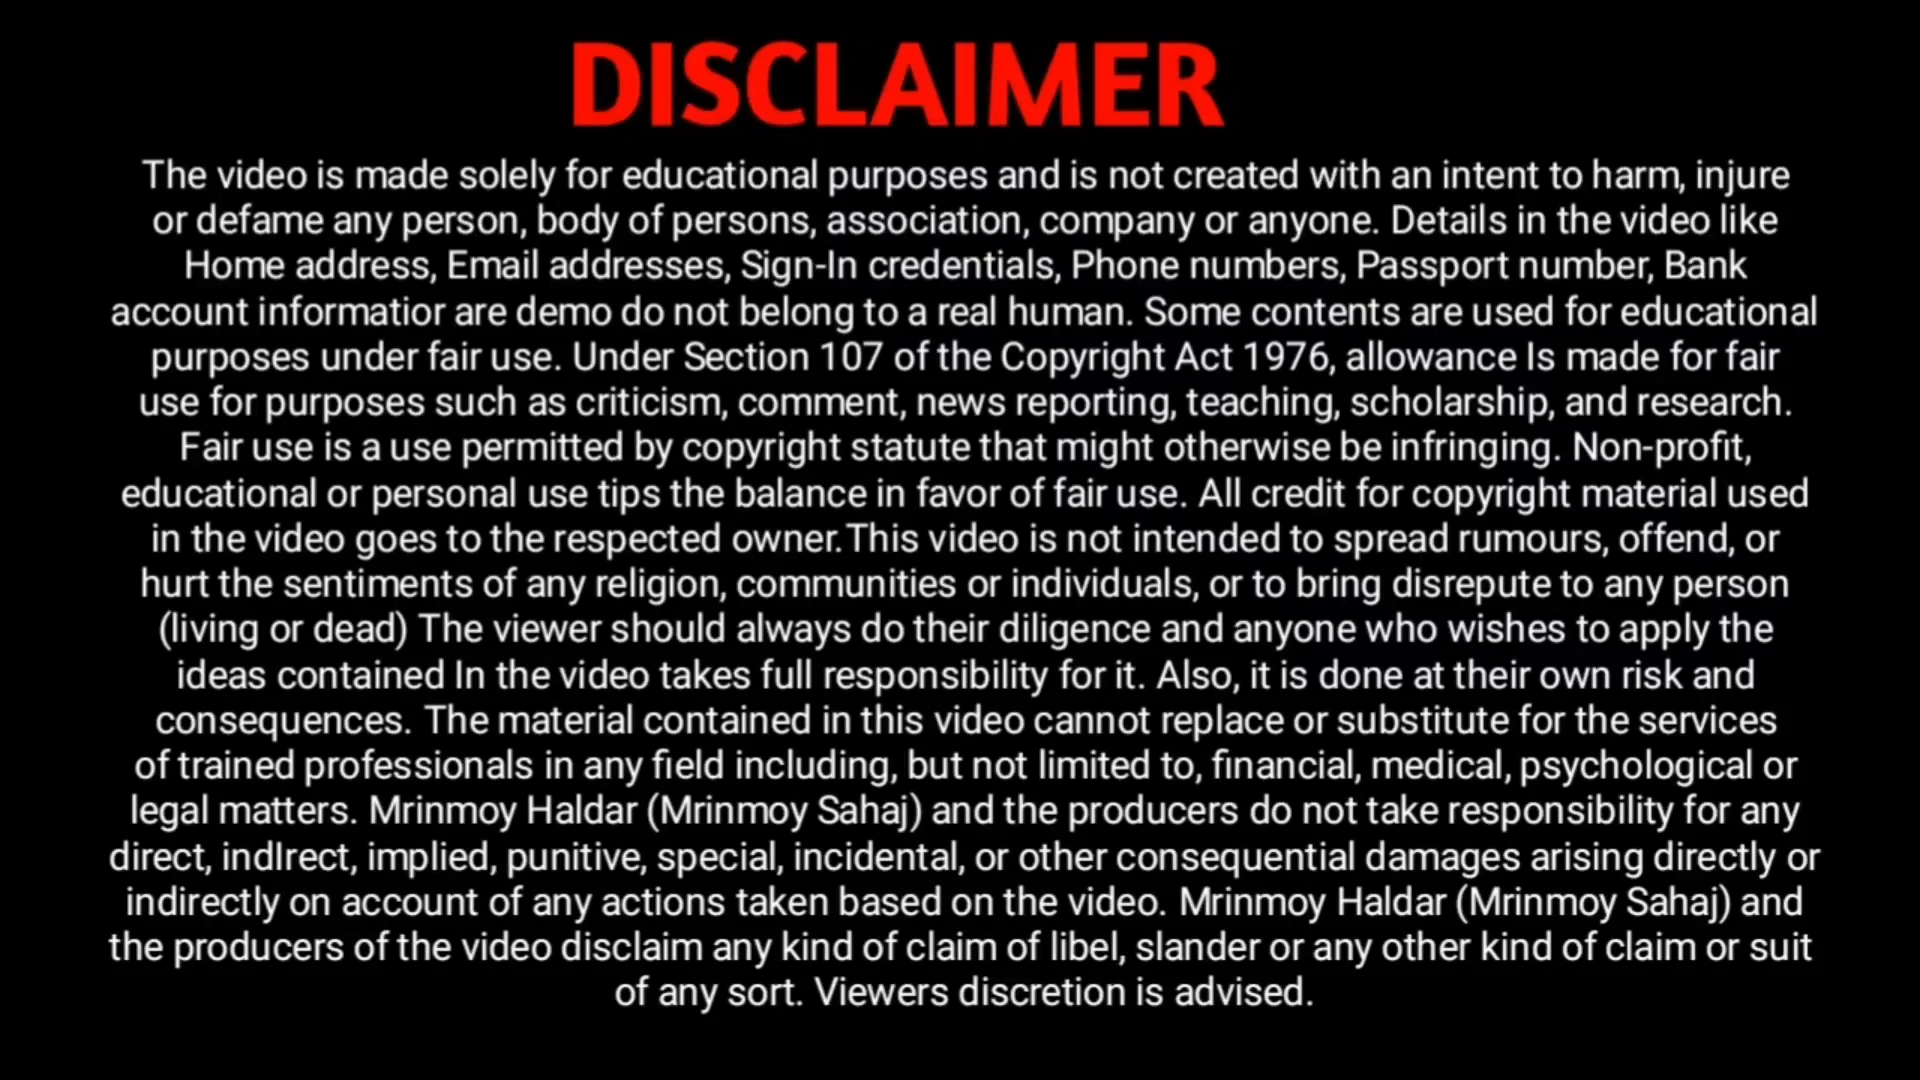 DISCLAIMER
The video is made solely for educational purposes and is not created with an intent to harm, injure
or defame any person, body of persons, association, company or anyone. Details in the video like
Home address, Email addresses, Sign-In credentials, Phone numbers, Passport number, Bank
account informatior are demo do not belong to a real human. Some contents are used for educational
purposes under fair use. Under Section 107 of the Copyright Act 1976, allowance Is made for fair
use for purposes such as criticism, comment, news reporting, teaching, scholarship, and research.
Fair use is a use permitted by copyright statute that might otherwise be infringing. Non-profit,
educational or personal use tips the balance in favor of fair use. All credit for copyright material used
in the video goes to the respected owner.This video is not intended to spread rumours, offend, or
hurt the sentiments of any religion, communities or individuals, or to bring disrepute to any person
(living or dead) The viewer should always do their diligence and anyone who wishes to apply the
ideas contained In the video takes full responsibility for it. Also, it is done at their own risk and
consequences. The material contained in this video cannot replace or substitute for the services
of trained professionals in any field including, but not limited to, financial, medical, psychological or
legal matters. Mrinmoy Haldar (Mrinmoy Sahaj) and the producers do not take responsibility for any
direct, indIrect, implied, punitive, special, incidental, or other consequential damages arising directly or
indirectly on account of any actions taken based on the video. Mrinmoy Haldar (Mrinmoy Sahaj) and
the producers of the video disclaim any kind of claim of libel, slander or any other kind of claim or suit
of any sort. Viewers discretion is advised.